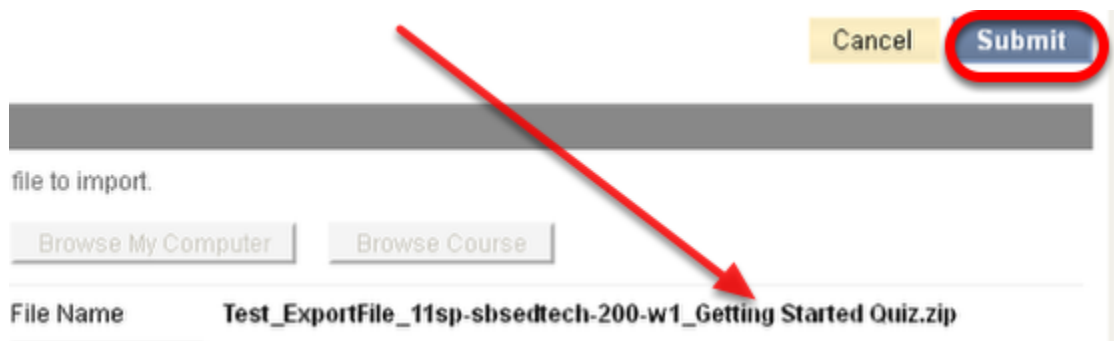 Cancel Submit
file to import.
Browse My Computer Browse Course
File Name Test_ExportFile_11sp-sbsedtech-200-w1_Getting Started Quiz.zip